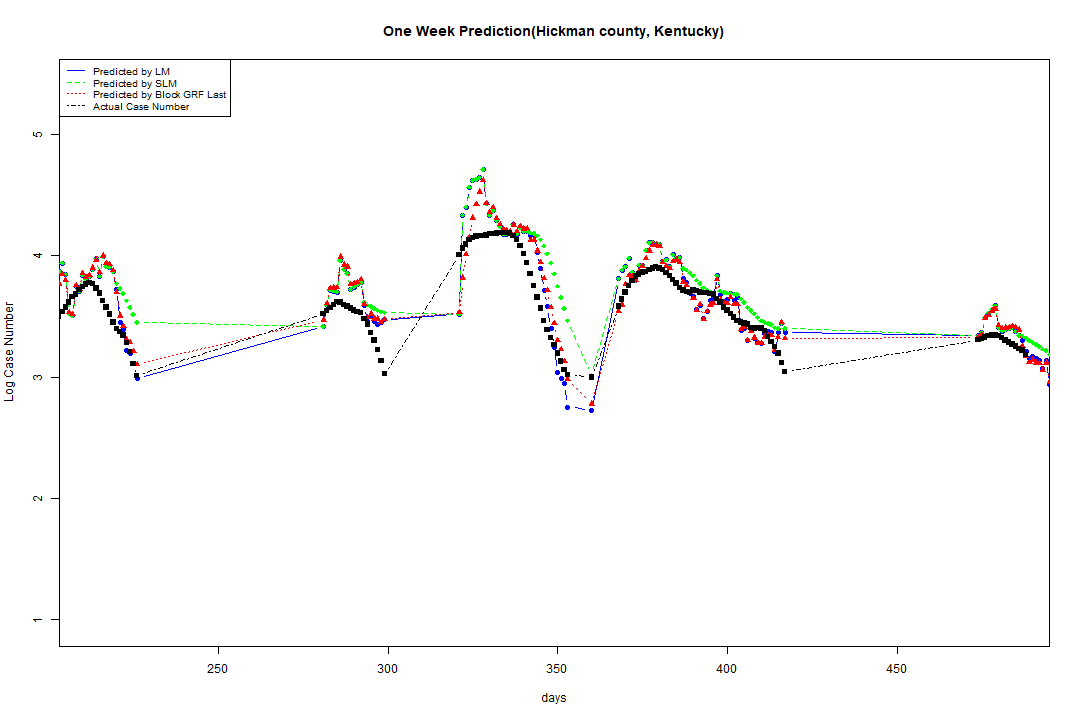 One Week Prediction(Hickman county, Kentucky)
Predicted by LM
Predicted by SLM
Predicted by Block GRF Last
Actual Case Number
5
4
3
2
1
Log Case Number
250
300
350
400
450
days